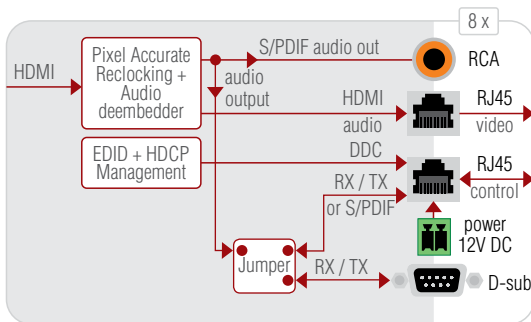 8 x
HDMI
Pixel Accurate
Reclocking +
Audio
deembedder
S/PDIF audio out
RCA
audio
output
HDMI
audio
RJ45
video
EDID + HDCP
Management
DDC
RX / TX
or S/PDIF
RJ45
control
power
12V DC
Jumper
RX / TX
D-sub